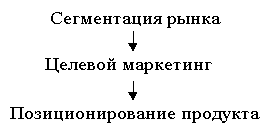 Сегментация рынка
Целевой маркетинг
Позиционирование продукта